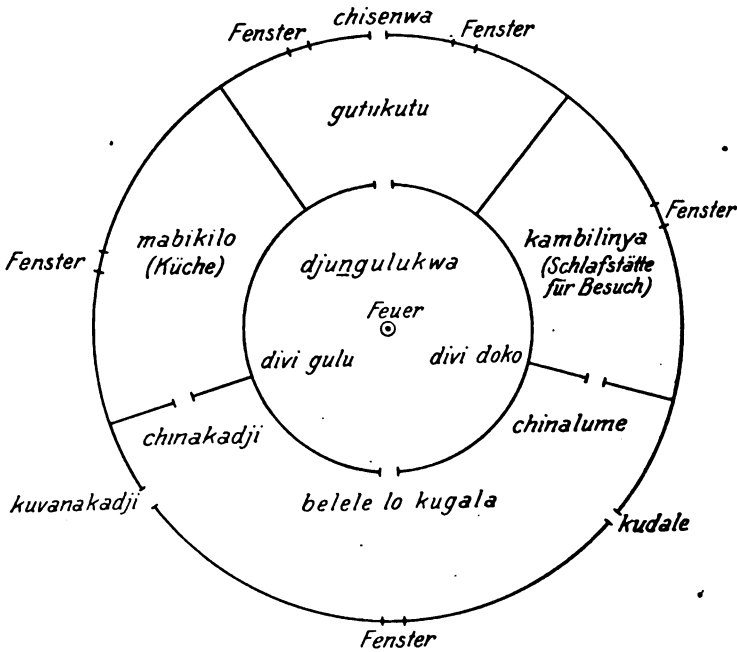 chisenwa
Fenster
Fenster
gutukutu
Fenster
mabikilo
(Küche)
kambilinya
(Schlafstätte
für Besuch)
Fenster
djungulukwa
Feuer
divi gulu
divi doko
chinakadji
chinalume
kuvanakadji
belele lo kugala
kudale
Fenster